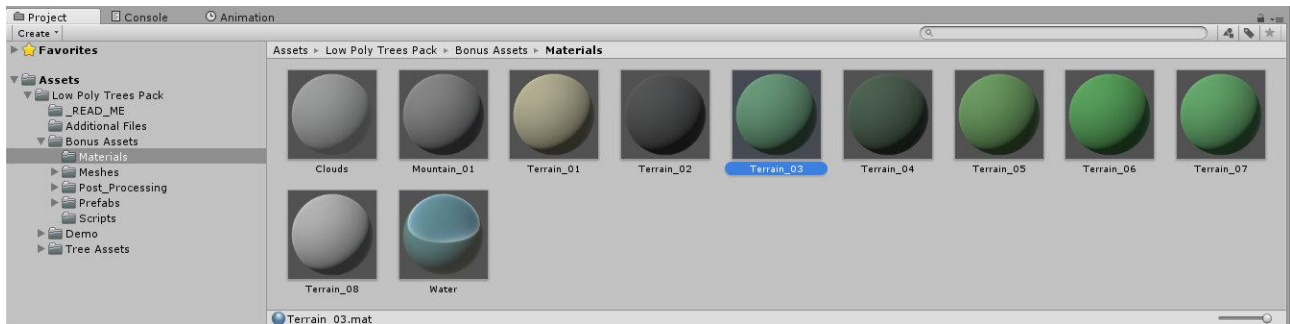 Project Console Animation
Create
Favorites
Assets
Low Poly Trees Pack
_READ_ME
Additional Files
Bonus Assets
Materials
Meshes
Post_Processing
Prefabs
Scripts
Demo
Tree Assets
Assets Low Poly Trees Pack Bonus Assets Materials
Clouds Mountain_01 Terrain_01 Terrain_02 Terrain_03 Terrain_04 Terrain_05 Terrain_06 Terrain_07
Terrain_08 Water
Terrain_03.mat